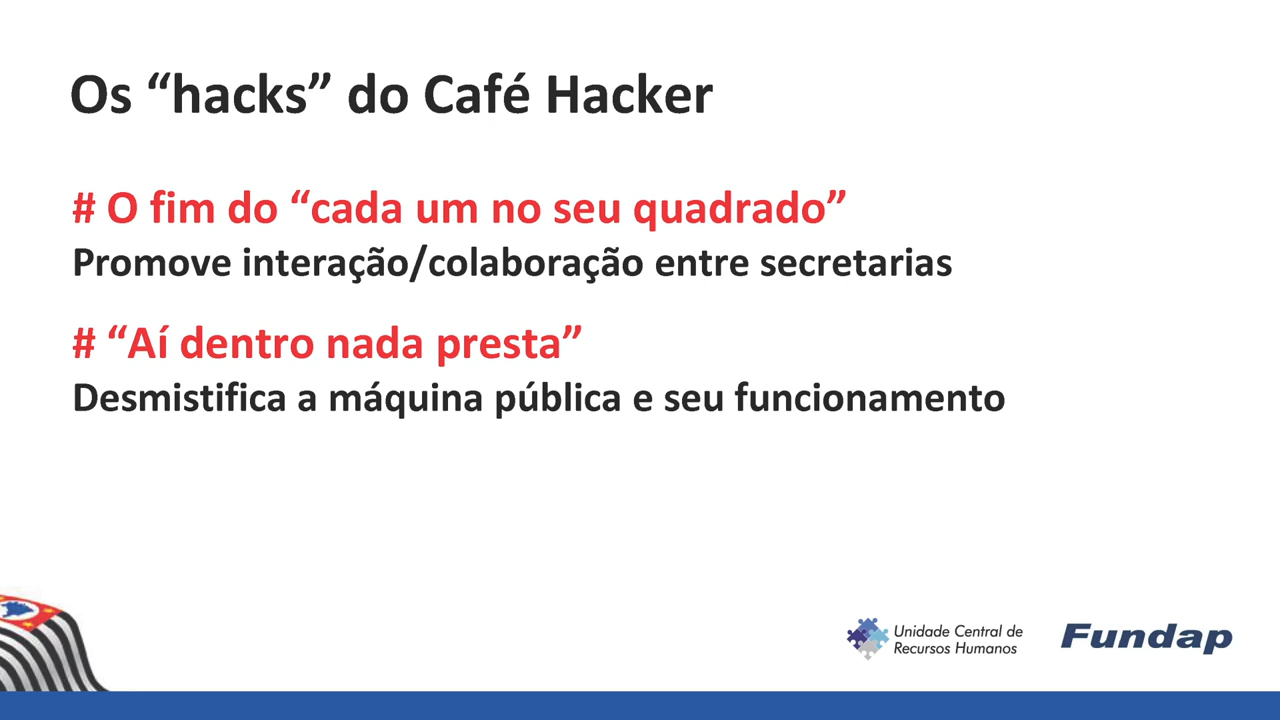 Os “hacks” do Café Hacker
# O fim do “cada um no seu quadrado”
Promove interação/colaboração entre secretarias
# “Aí dentro nada presta”
Desmistifica a máquina pública e seu funcionamento
Unidade Central de
Recursos Humanos
Fundap